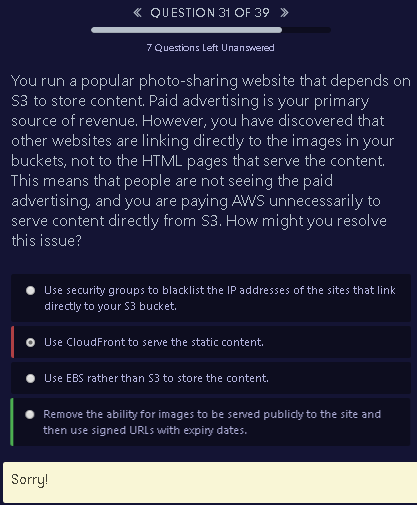 « QUESTION 31 OF 39 »
7 Questions Left Unanswered
You run a popular photo-sharing website that depends on
S3 to store content. Paid advertising is your primary
source of revenue. However, you have discovered that
other websites are linking directly to the images in your
buckets, not to the HTML pages that serve the content.
This means that people are not seeing the paid
advertising, and you are paying AWS unnecessarily to
serve content directly from S3. How might you resolve
this issue?
Use security groups to blacklist the IP addresses of the sites that link
directly to your S3 bucket.
Use CloudFront to serve the static content.
Use EBS rather than S3 to store the content.
Remove the ability for images to be served publicly to the site and
then use signed URLs with expiry dates.
Sorry!